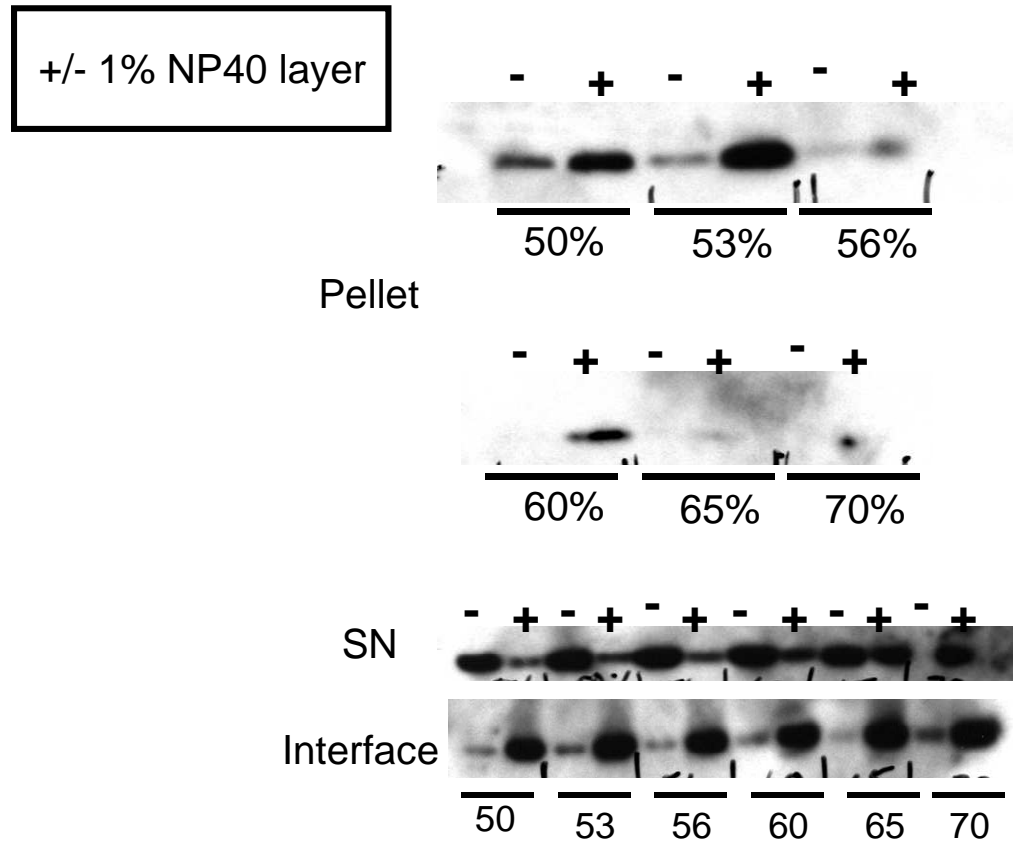 +/- 1% NP40 layer
- + - + - +
50% 53% 56%
Pellet
- + - + - +
60% 65% 70%
- + - + - + - + - + - +
SN
Interface
50 53 56 60 65 70